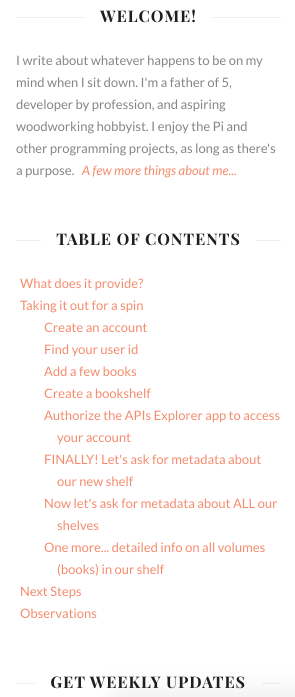 WELCOME!
I write about whatever happens to be on my
mind when I sit down. I'm a father of 5,
developer by profession, and aspiring
woodworking hobbyist. I enjoy the Pi and
other programming projects, as long as there's
a purpose. A few more things about me...
TABLE OF CONTENTS
What does it provide?
Taking it out for a spin
Create an account
Find your user id
Add a few books
Create a bookshelf
Authorize the APIs Explorer app to access
your account
FINALLY! Let's ask for metadata about
our new shelf
Now let's ask for metadata about ALL our
shelves
One more... detailed info on all volumes
(books) in our shelf
Next Steps
Observations
GET WEEKLY UPDATES